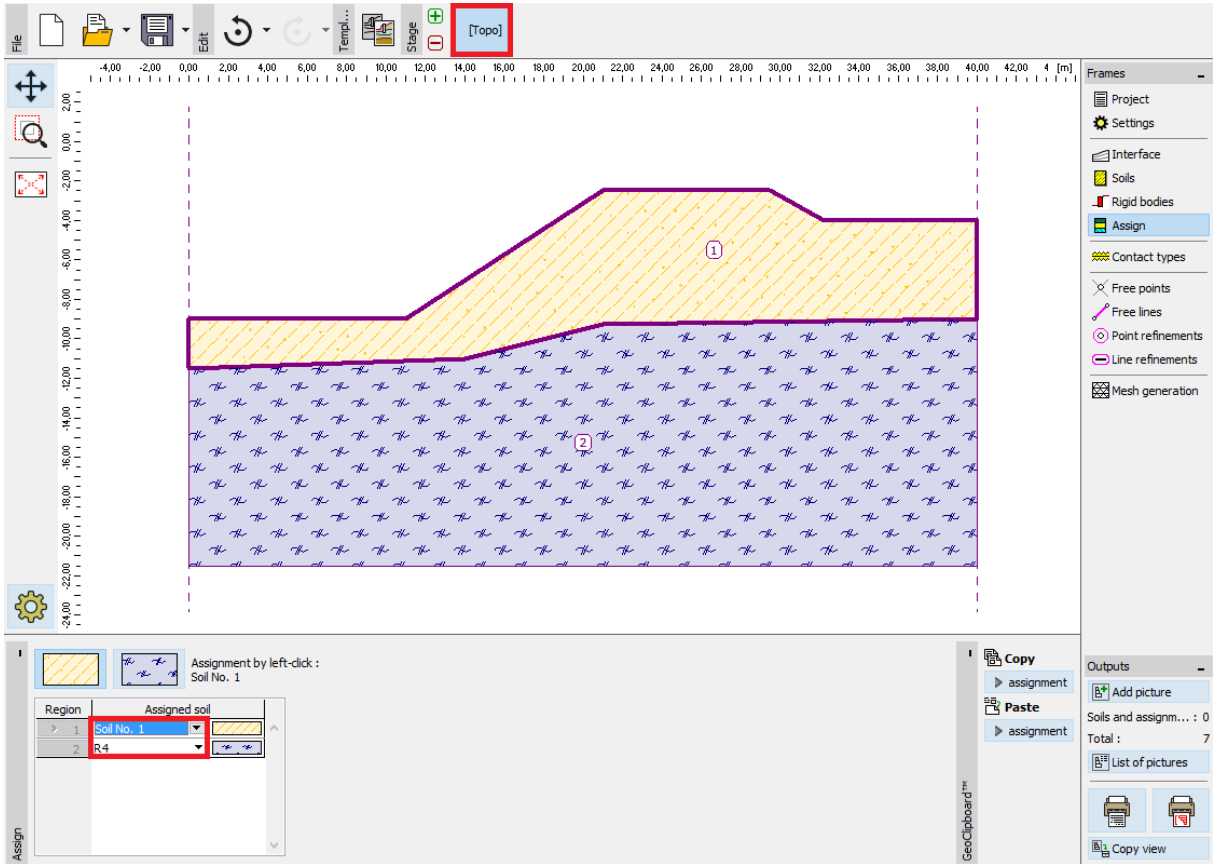 File
Edit
Templ...
Stage
[Topo]
-4,00 -2,00 0,00 2,00 4,00 6,00 8,00 10,00 12,00 14,00 16,00 18,00 20,00 22,00 24,00 26,00 28,00 30,00 32,00 34,00 36,00 38,00 40,00 42,00 4 [m]
2,00
0,00
-2,00
-4,00
-6,00
-8,00
-10,00
-12,00
-14,00
-16,00
-18,00
-20,00
-22,00
-24,00
1
2
Frames
Project
Settings
Interface
Soils
Rigid bodies
Assign
Contact types
Free points
Free lines
Point refinements
Line refinements
Mesh generation
Assign
Assignment by left-click :
Soil No. 1
Region Assigned soil
1 Soil No. 1
2 R4
GeoClipboard™
Copy
assignment
Paste
assignment
Outputs
Add picture
Soils and assignm... : 0
Total : 7
List of pictures
Copy view